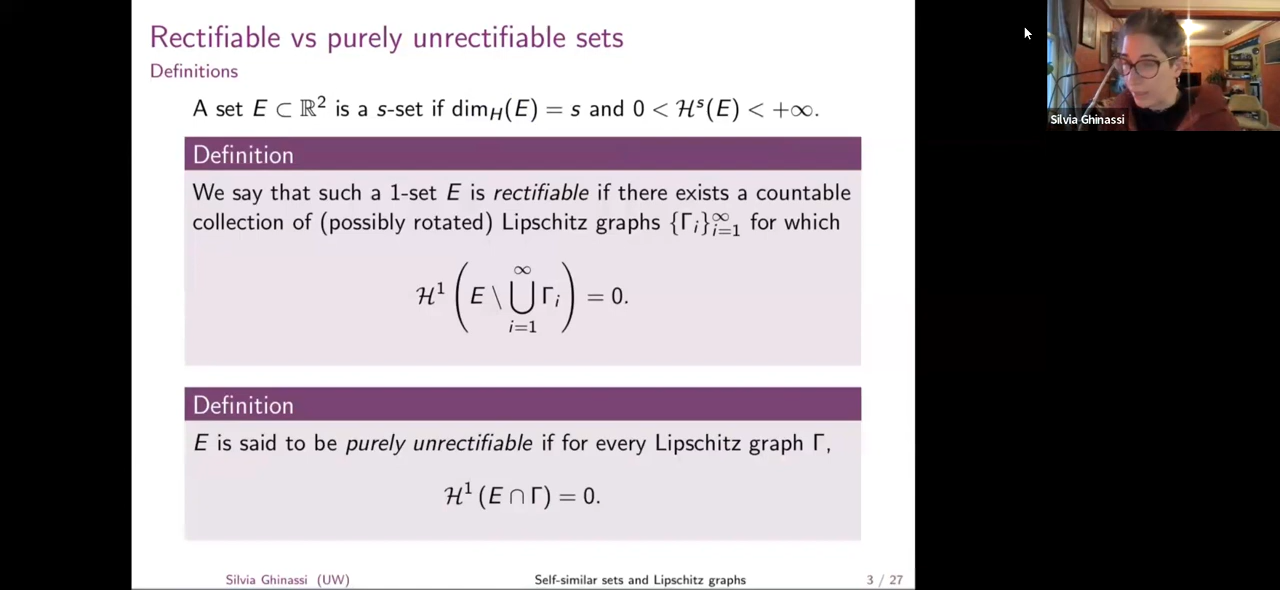 Rectifiable vs purely unrectifiable sets
Definitions
A set E ⊂ ℝ² is a s-set if dim_H(E) = s and 0 < ℋˢ(E) < +∞.
Definition
We say that such a 1-set E is rectifiable if there exists a countable
collection of (possibly rotated) Lipschitz graphs {Γ_i}_{i=1}^∞ for which
ℋ¹ (E \ ⋃_{i=1}^∞ Γ_i) = 0.
Definition
E is said to be purely unrectifiable if for every Lipschitz graph Γ,
ℋ¹ (E ∩ Γ) = 0.
Silvia Ghinassi (UW) Self-similar sets and Lipschitz graphs 3 / 27
Silvia Ghinassi